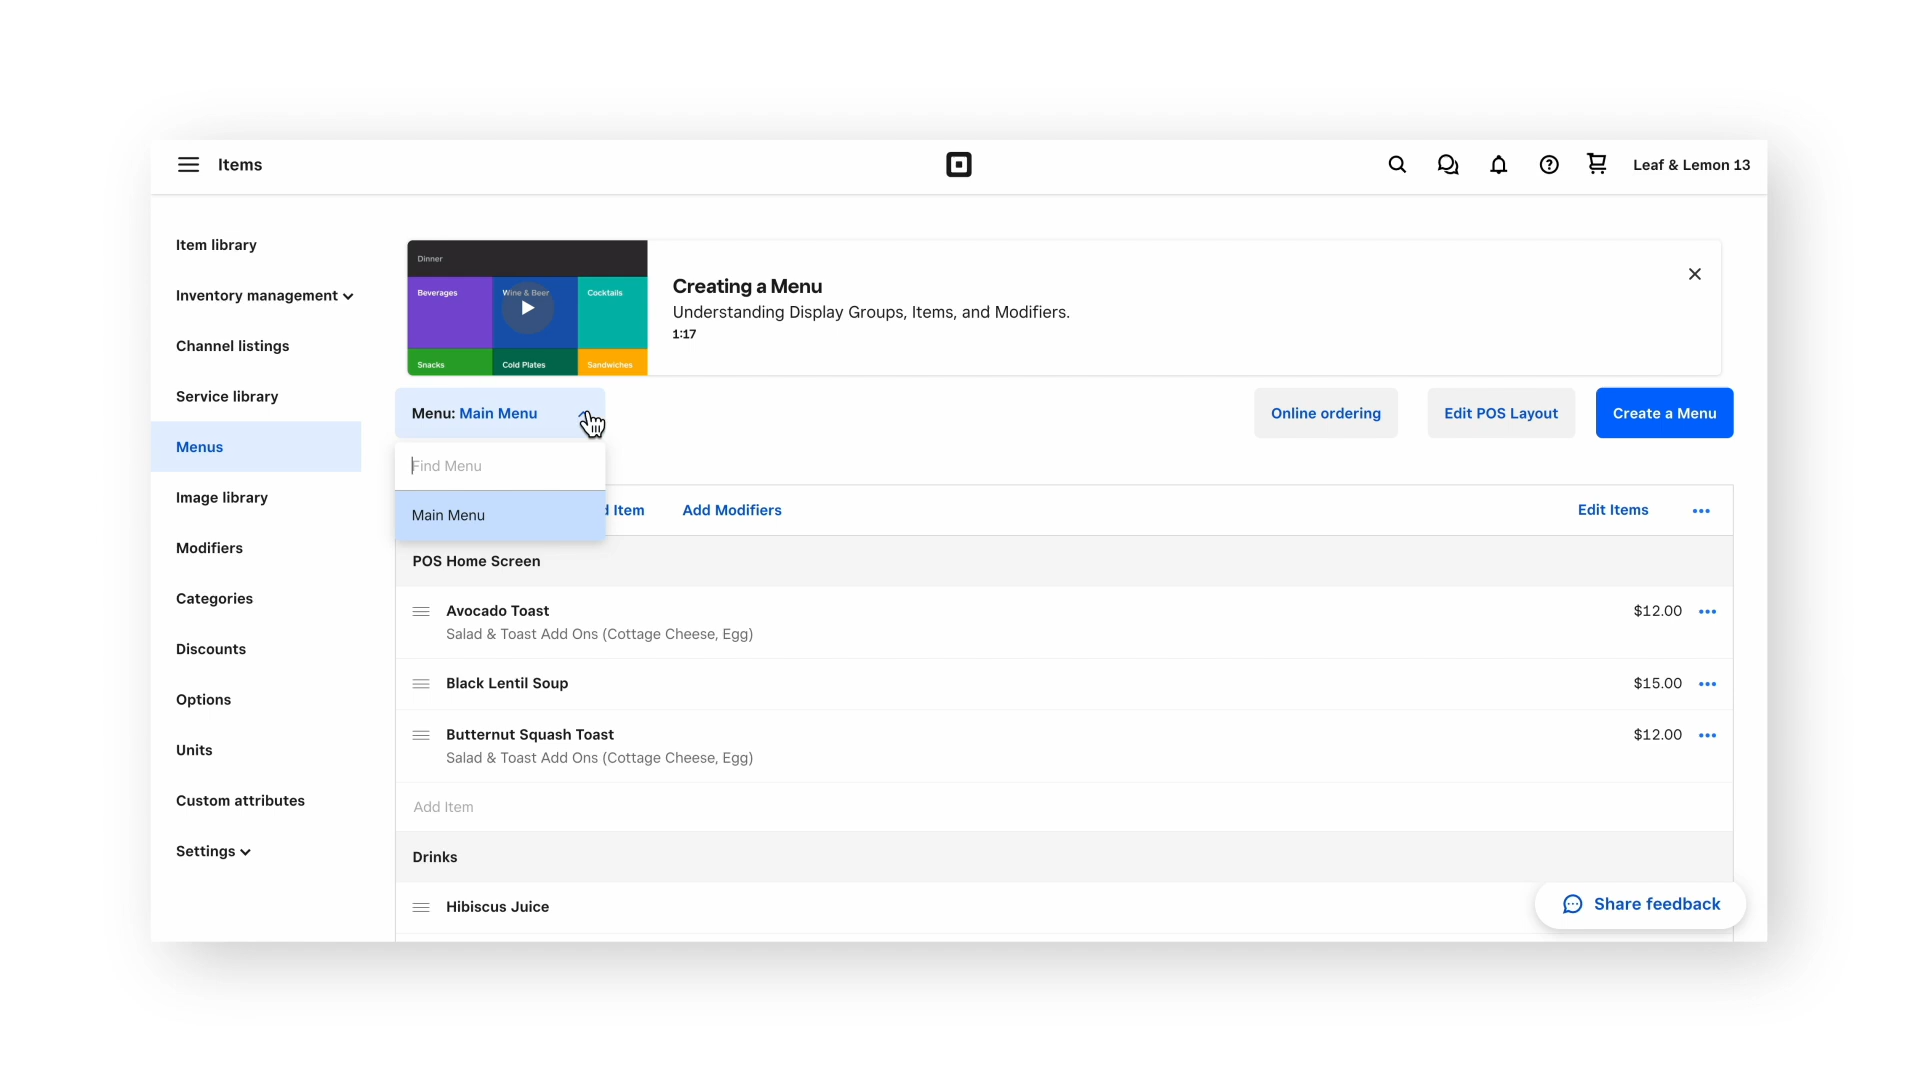 Items
Leaf & Lemon 13
Item library
Inventory management
Channel listings
Service library
Menus
Image library
Modifiers
Categories
Discounts
Options
Units
Custom attributes
Settings
Dinner
Beverages
Wine & Beer
Cocktails
Snacks
Cold Plates
Sandwiches
Creating a Menu
Understanding Display Groups, Items, and Modifiers.
1:17
Menu: Main Menu
Online ordering
Edit POS Layout
Create a Menu
Find Menu
Main Menu
d Item
Add Modifiers
Edit Items
POS Home Screen
Avocado Toast
$12.00
Salad & Toast Add Ons (Cottage Cheese, Egg)
Black Lentil Soup
$15.00
Butternut Squash Toast
$12.00
Salad & Toast Add Ons (Cottage Cheese, Egg)
Add Item
Drinks
Hibiscus Juice
Share feedback